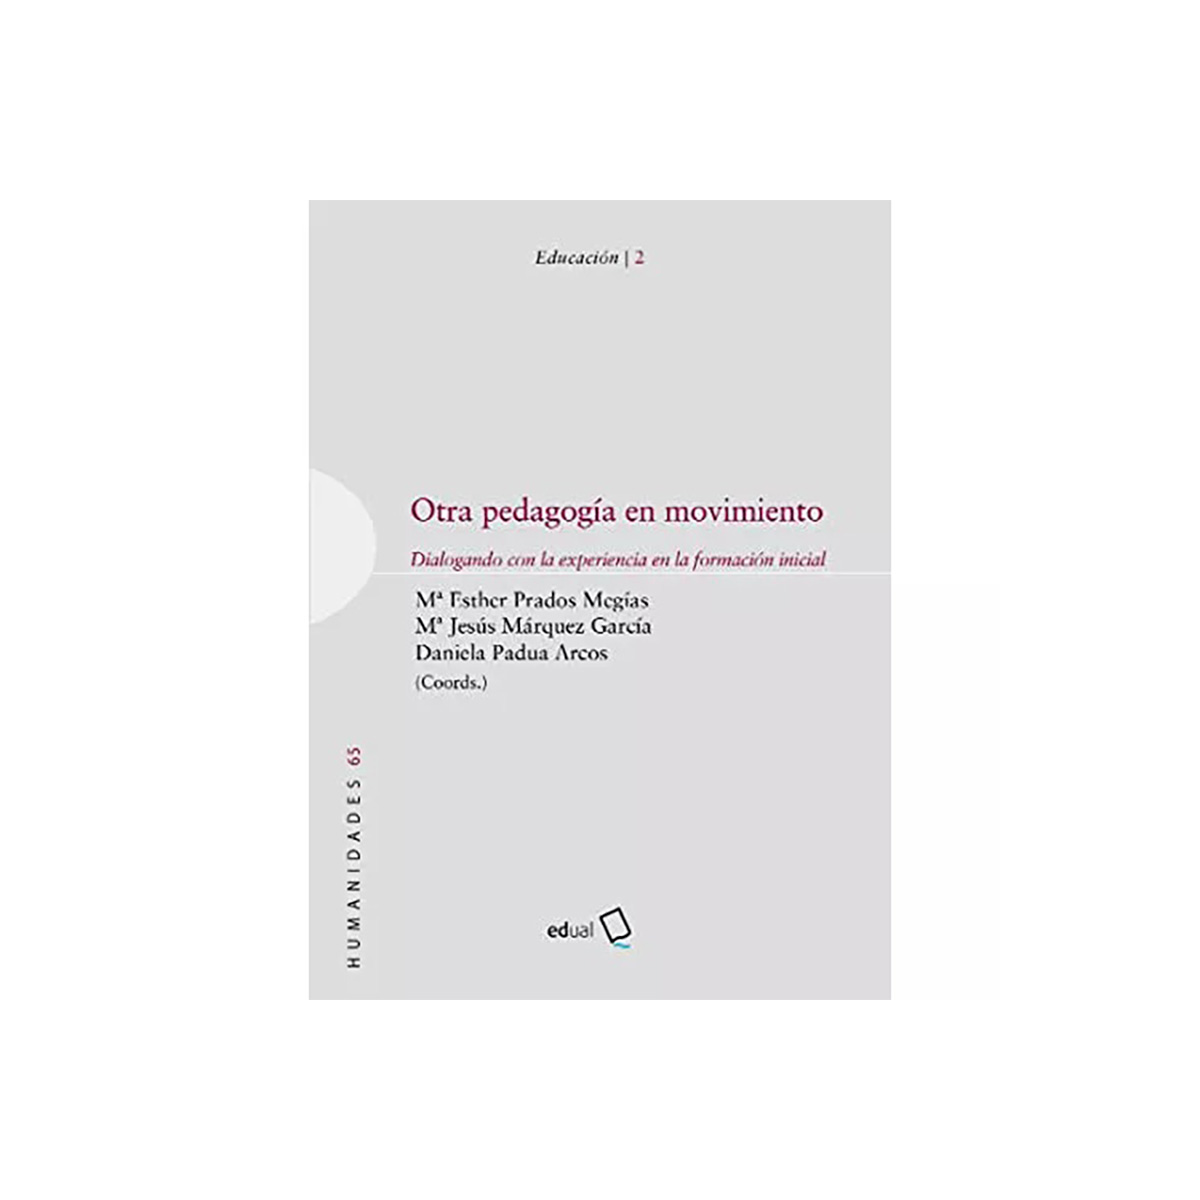 Educación | 2
Otra pedagogía en movimiento
Dialogando con la experiencia en la formación inicial
Mª Esther Prados Megías
Mª Jesús Márquez García
Daniela Padua Arcos
(Coords.)
HUMANIDADES 65
edual